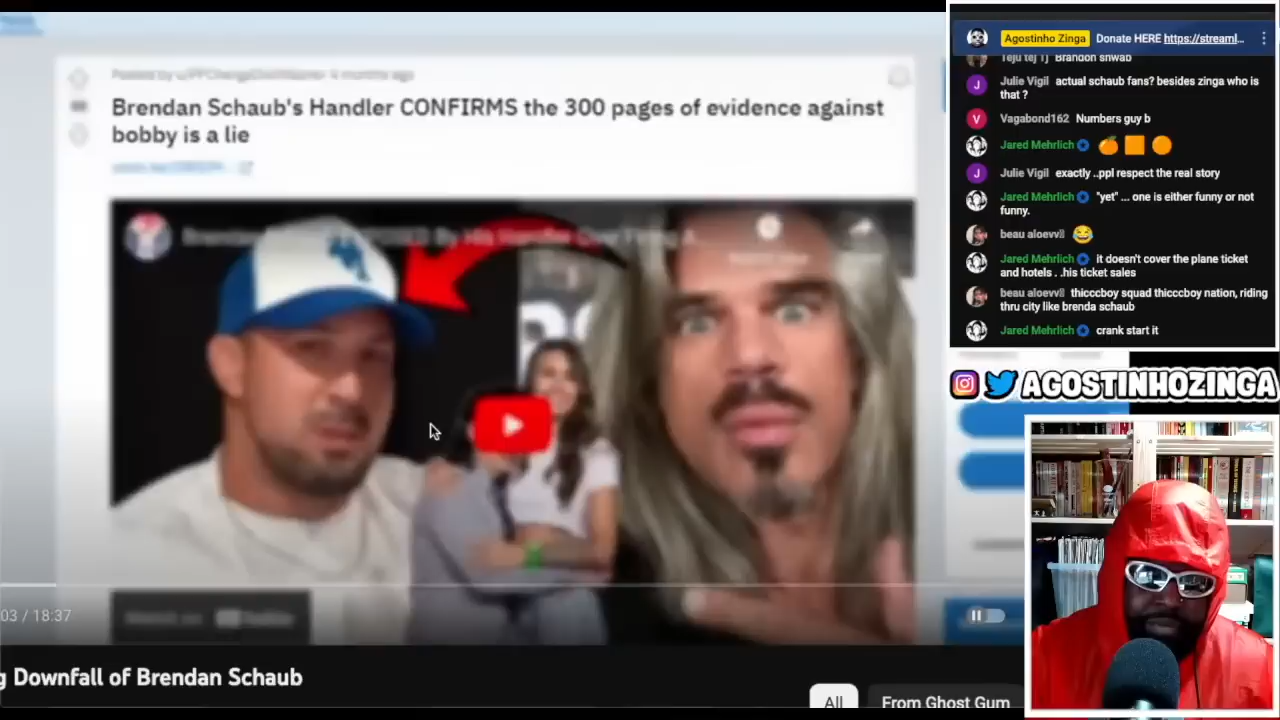 Brendan Schaub's Handler CONFIRMS the 300 pages of evidence against
bobby is a lie
03 / 18:37
g Downfall of Brendan Schaub
All
From Ghost Gum
Agostinho Zinga Donate HERE https://streaml...
Brandon shwab
Julie Vigil actual schaub fans? besides zinga who is
that ?
Vagabond162 Numbers guy b
Jared Mehrlich 🍊 🟧 🟠
Julie Vigil exactly ..ppl respect the real story
Jared Mehrlich "yet" ... one is either funny or not
funny.
beau aloevvll 😂
Jared Mehrlich it doesn't cover the plane ticket
and hotels . .his ticket sales
beau aloevvll thicccboy squad thicccboy nation, riding
thru city like brenda schaub
Jared Mehrlich crank start it
AGOSTINHOZINGA